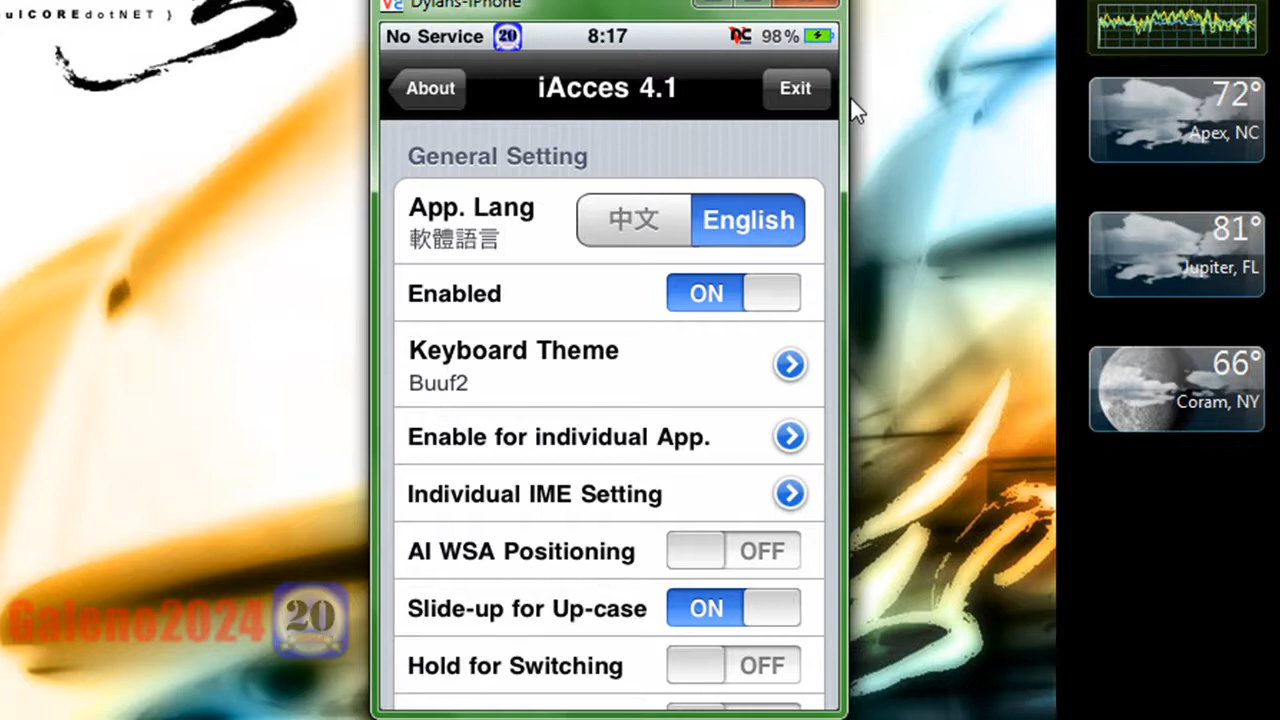 ulCOREdotNET )
Dylans-iPhone
No Service 20 8:17 98%
About iAcces 4.1 Exit
General Setting
App. Lang 中文 English
軟體語言
Enabled ON
Keyboard Theme
Buuf2
Enable for individual App.
Individual IME Setting
AI WSA Positioning OFF
Slide-up for Up-case ON
Hold for Switching OFF
72°
Apex, NC
81°
Jupiter, FL
66°
Coram, NY
Galeno2024 20